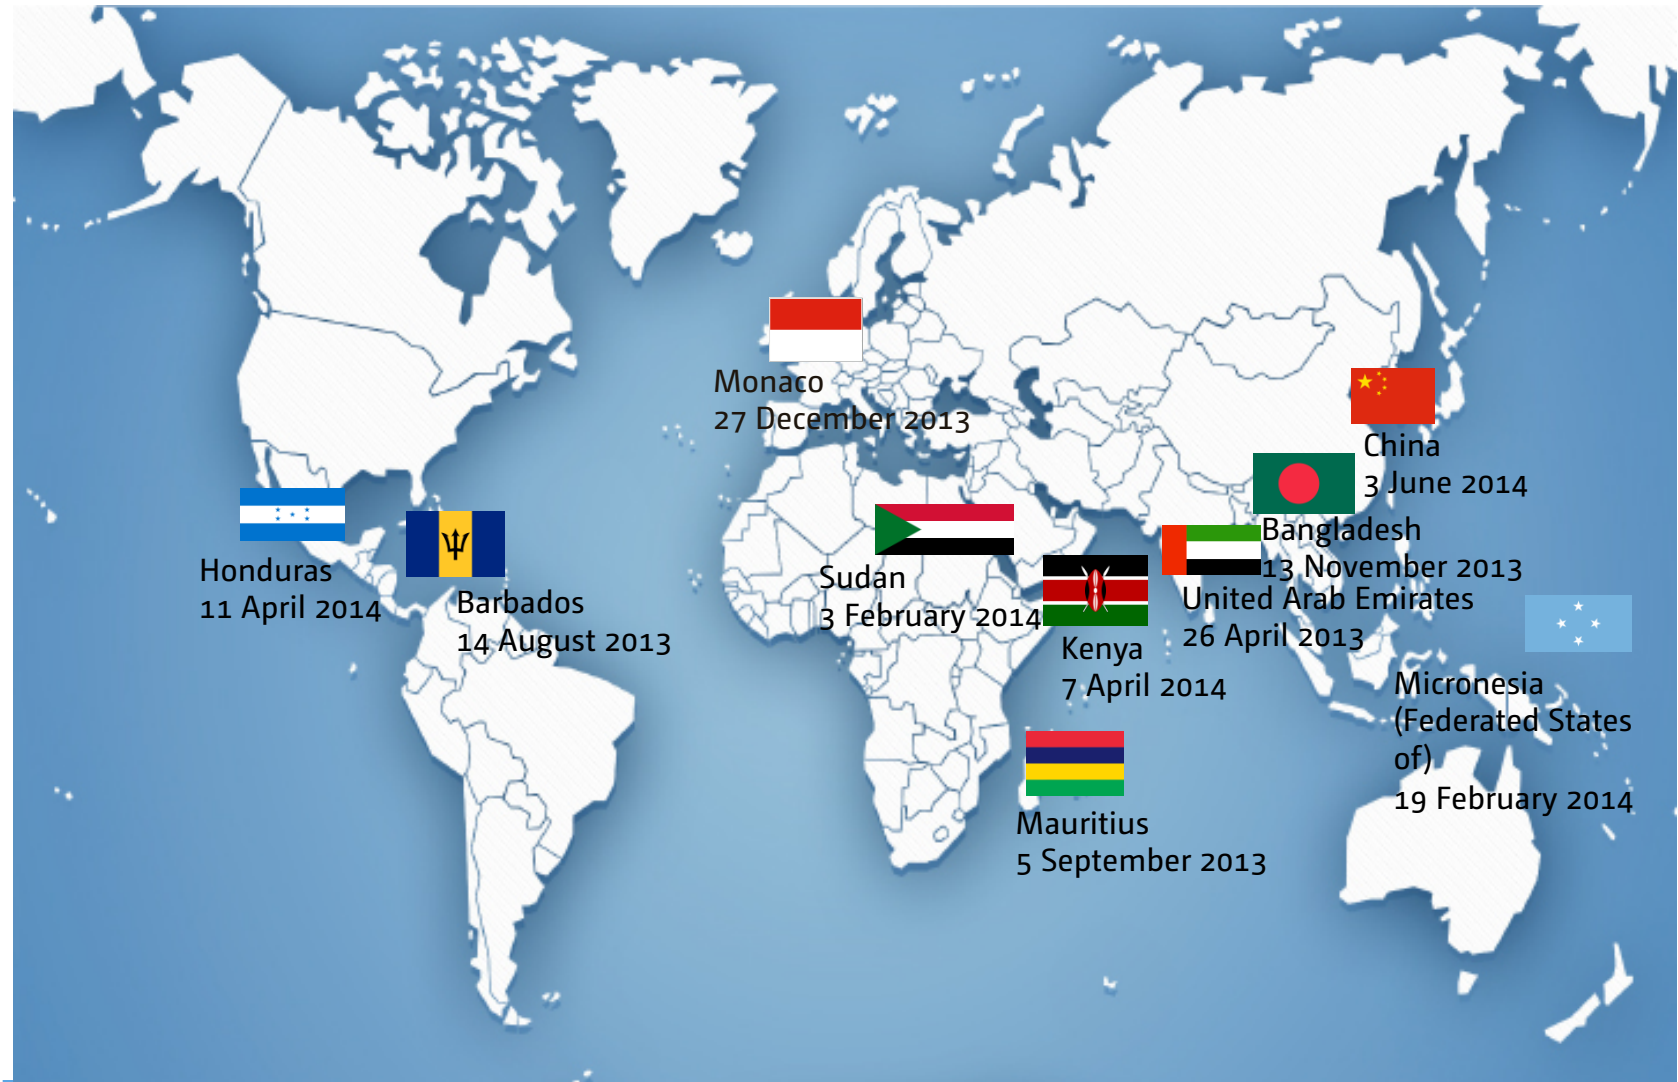 Monaco
27 December 2013
China
3 June 2014
Bangladesh
13 November 2013
Honduras
11 April 2014
Barbados
14 August 2013
Sudan
3 February 2014
United Arab Emirates
26 April 2013
Kenya
7 April 2014
Micronesia
(Federated States
of)
19 February 2014
Mauritius
5 September 2013